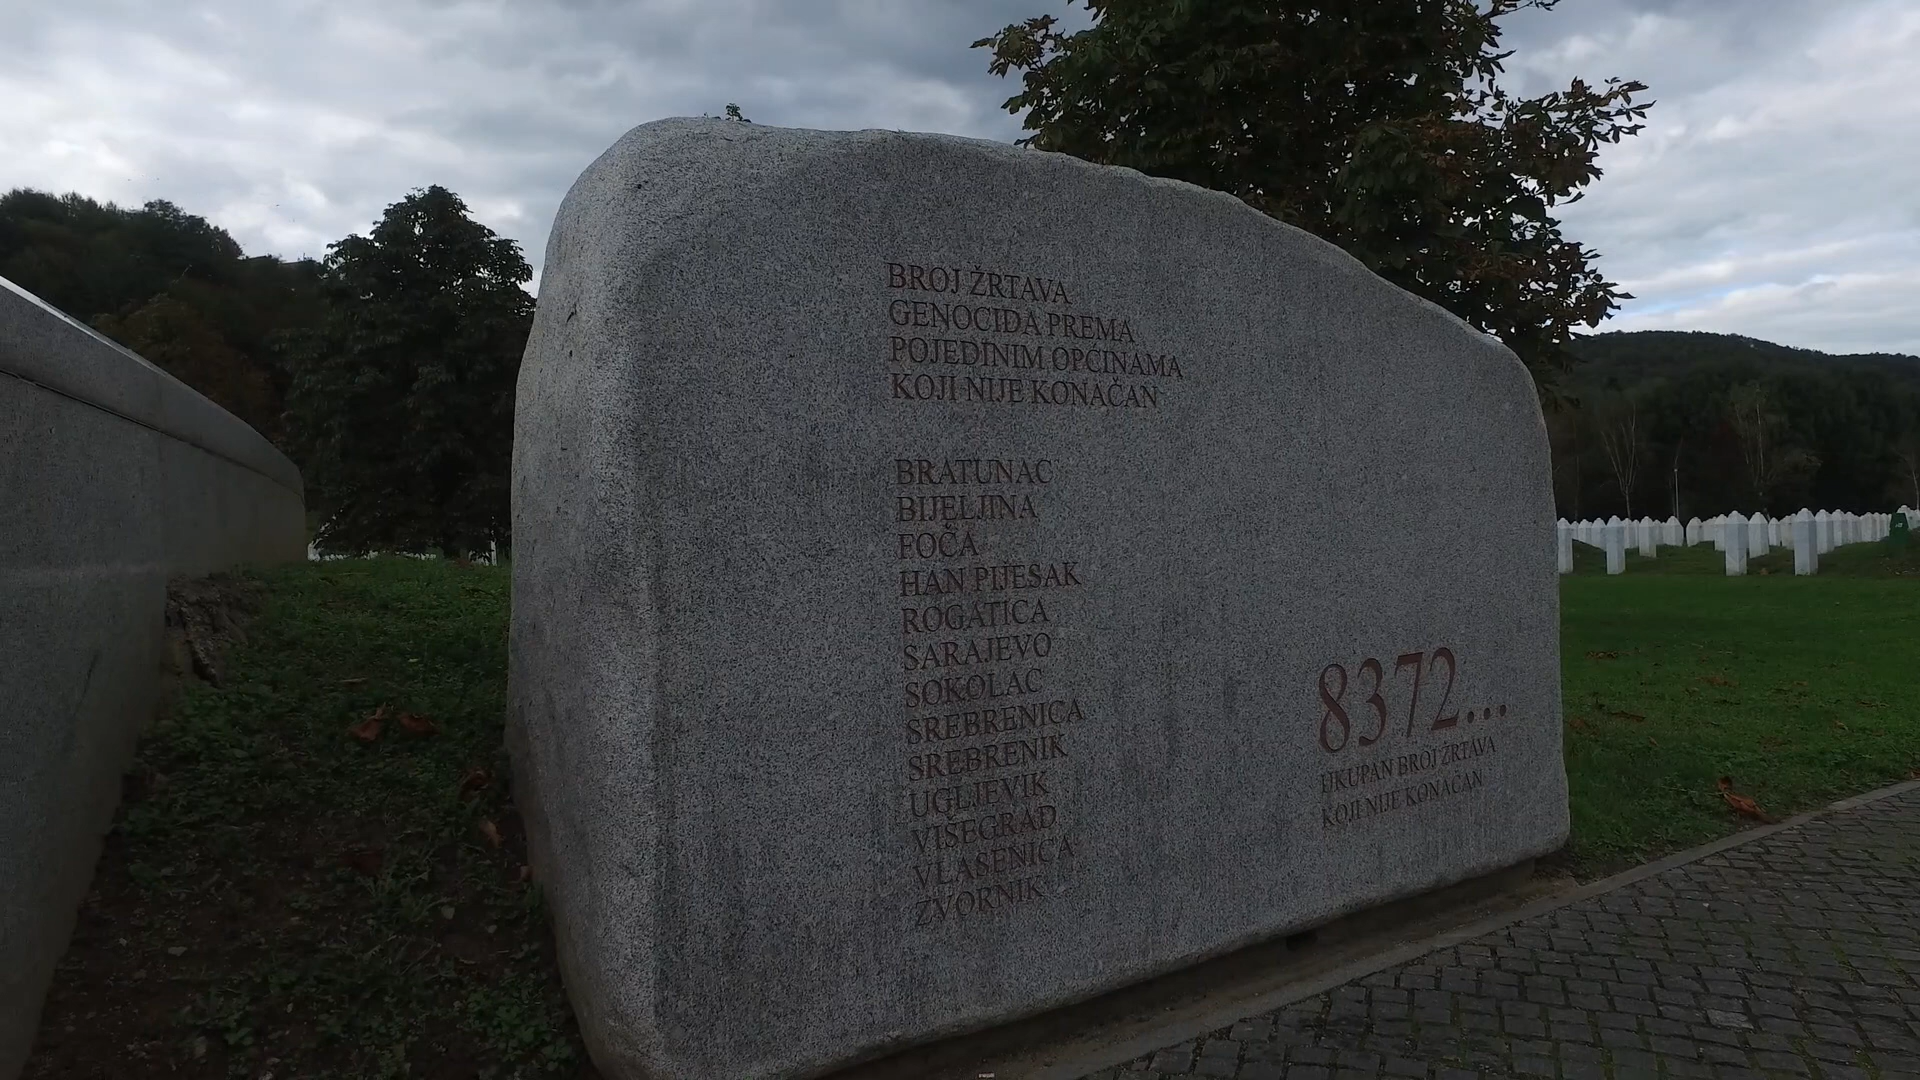 BROJ ŽRTAVA
GENOCIDA PREMA
POJEDINIM OPĆINAMA
KOJI NIJE KONAČAN
BRATUNAC
BIJELJINA
FOČA
HAN PIJESAK
ROGATICA
SARAJEVO
SOKOLAC
SREBRENICA
SREBRENIK
UGLJEVIK
VIŠEGRAD
VLASENICA
ZVORNIK
8372...
UKUPAN BROJ ŽRTAVA
KOJI NIJE KONAČAN